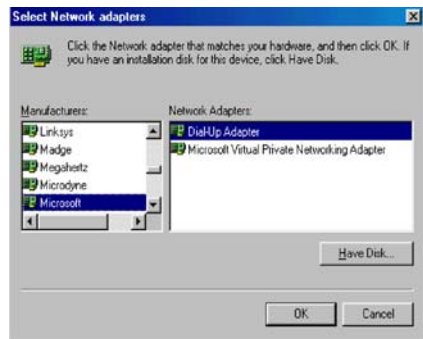 Select Network adapters
Click the Network adapter that matches your hardware, and then click OK. If
you have an installation disk for this device, click Have Disk.
Manufacturers:
Linksys
Madge
Megahertz
Microdyne
Microsoft
Network Adapters:
Dial-Up Adapter
Microsoft Virtual Private Networking Adapter
Have Disk...
OK
Cancel